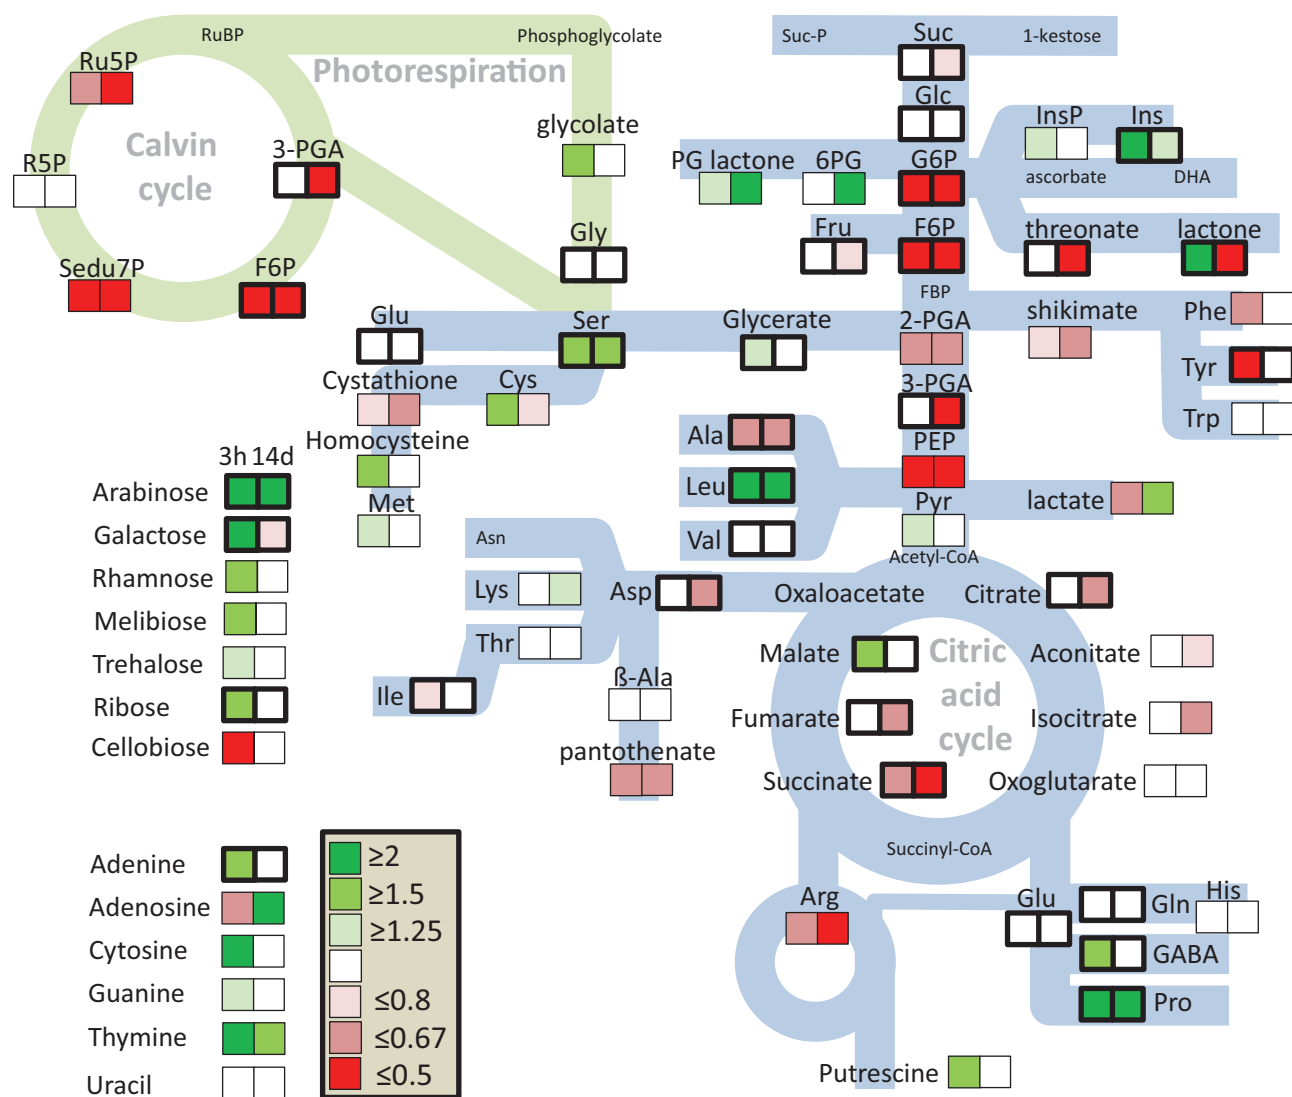 RuBP
Phosphoglycolate
Suc-P
Suc
1-kestose
Ru5P
Photorespiration
Glc
InsP
Ins
glycolate
Calvin
cycle
R5P
3-PGA
PG lactone
6PG
G6P
ascorbate
DHA
Gly
Fru
F6P
threonate
lactone
Sedu7P
F6P
FBP
Glu
Ser
Glycerate
2-PGA
shikimate
Phe
Cystathione
Cys
3-PGA
Tyr
Homocysteine
Ala
PEP
Trp
3h 14d
Arabinose
Leu
Met
Pyr
lactate
Galactose
Asn
Val
Acetyl-CoA
Rhamnose
Lys
Asp
Oxaloacetate
Citrate
Melibiose
Thr
Malate
Citric
acid
cycle
Aconitate
Trehalose
Ile
ß-Ala
Ribose
Fumarate
Isocitrate
Cellobiose
pantothenate
Succinate
Oxoglutarate
Succinyl-CoA
Adenine
≥2
Adenosine
≥1.5
Arg
Glu
Gln
His
Cytosine
≥1.25
GABA
Guanine
≤0.8
Pro
Thymine
≤0.67
Uracil
≤0.5
Putrescine